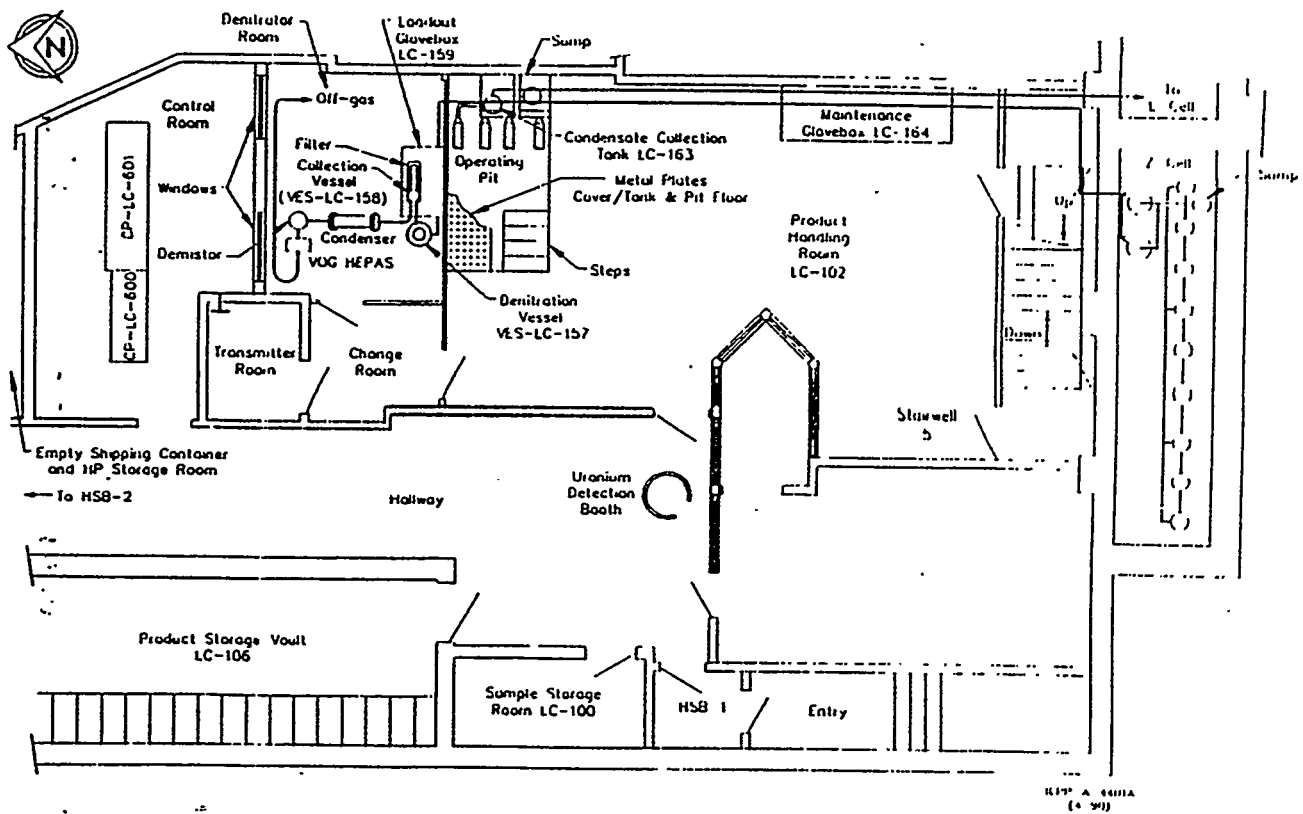 N
Denitrator
Room
Loadout
Glovebox
LC-159
Sump
Off-gas
Control
Room
Filter
Collection
Vessel
(VES-LC-158)
Condensate Collection
Tank LC-163
Operating
Pit
Maintenance
Glovebox LC-164
To
Cell
Cell
Sump
Metal Plates
Cover/Tank & Pit Floor
Windows
CP-LC-601
CP-LC-600
Condenser
Demistor
VOG HEPAS
Steps
Product
Handling
Room
LC-102
Up
Down
Denitration
Vessel
VES-LC-157
Transmitter
Room
Change
Room
Stairwell
5
Empty Shipping Container
and HP Storage Room
To HSB-2
Hallway
Uranium
Detection
Booth
Product Storage Vault
LC-106
Sample Storage
Room LC-100
HSB 1
Entry